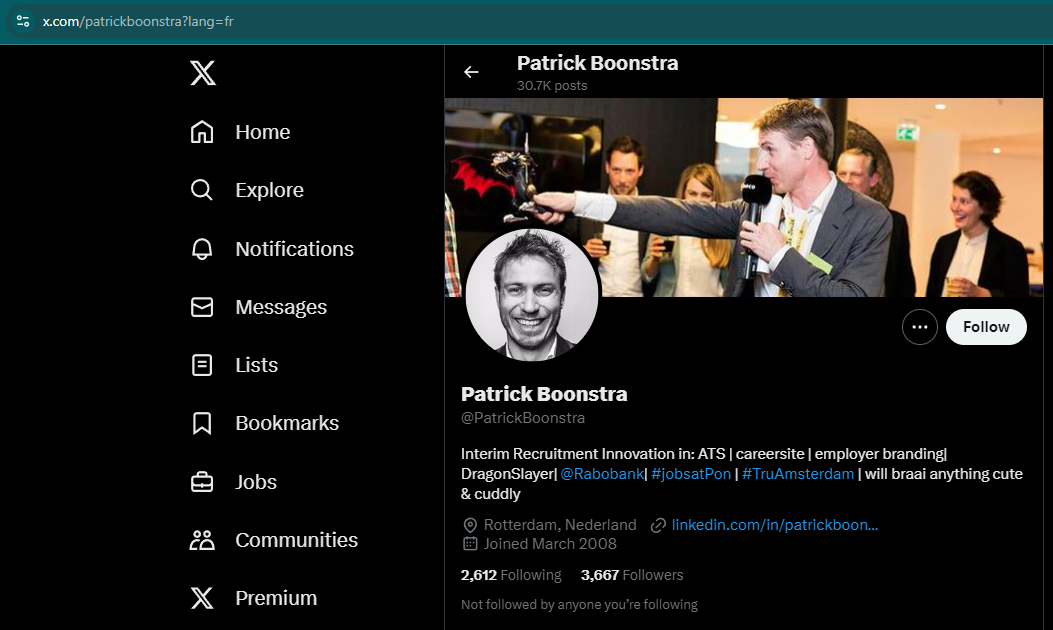 x.com/patrickboonstra?lang=fr
Patrick Boonstra
30.7K posts
Home
Explore
Notifications
Messages
Lists
Bookmarks
Jobs
Communities
Premium
Follow
Patrick Boonstra
@PatrickBoonstra
Interim Recruitment Innovation in: ATS | careersite | employer branding|
DragonSlayer| @Rabobank| #jobsatPon | #TruAmsterdam | will braai anything cute
& cuddly
Rotterdam, Nederland linkedin.com/in/patrickboon...
Joined March 2008
2,612 Following 3,667 Followers
Not followed by anyone you're following